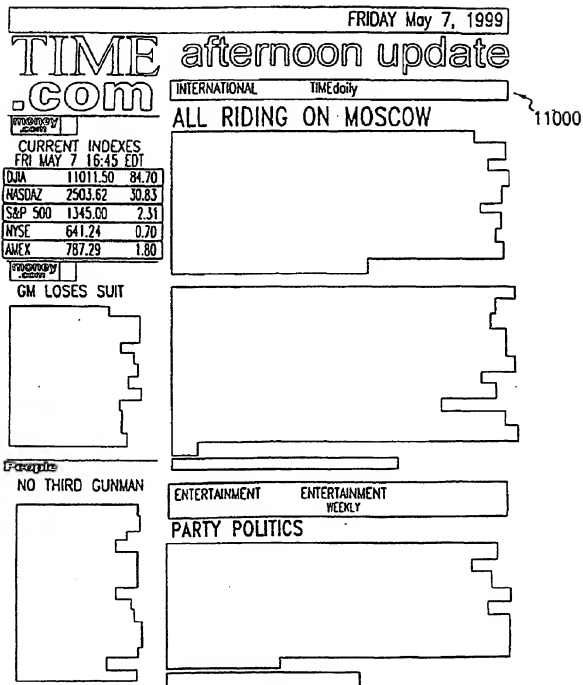 FRIDAY May 7, 1999
TIME
.com
afternoon update
INTERNATIONAL TIMEdaily
11000
ALL RIDING ON MOSCOW
money
.com
CURRENT INDEXES
FRI MAY 7 16:45 EDT
DJIA 11011.50 84.70
NASDAZ 2503.62 30.83
S&P 500 1345.00 2.31
NYSE 641.24 0.70
AMEX 787.29 1.80
money
.com
GM LOSES SUIT
People
NO THIRD GUNMAN
ENTERTAINMENT ENTERTAINMENT
WEEKLY
PARTY POLITICS